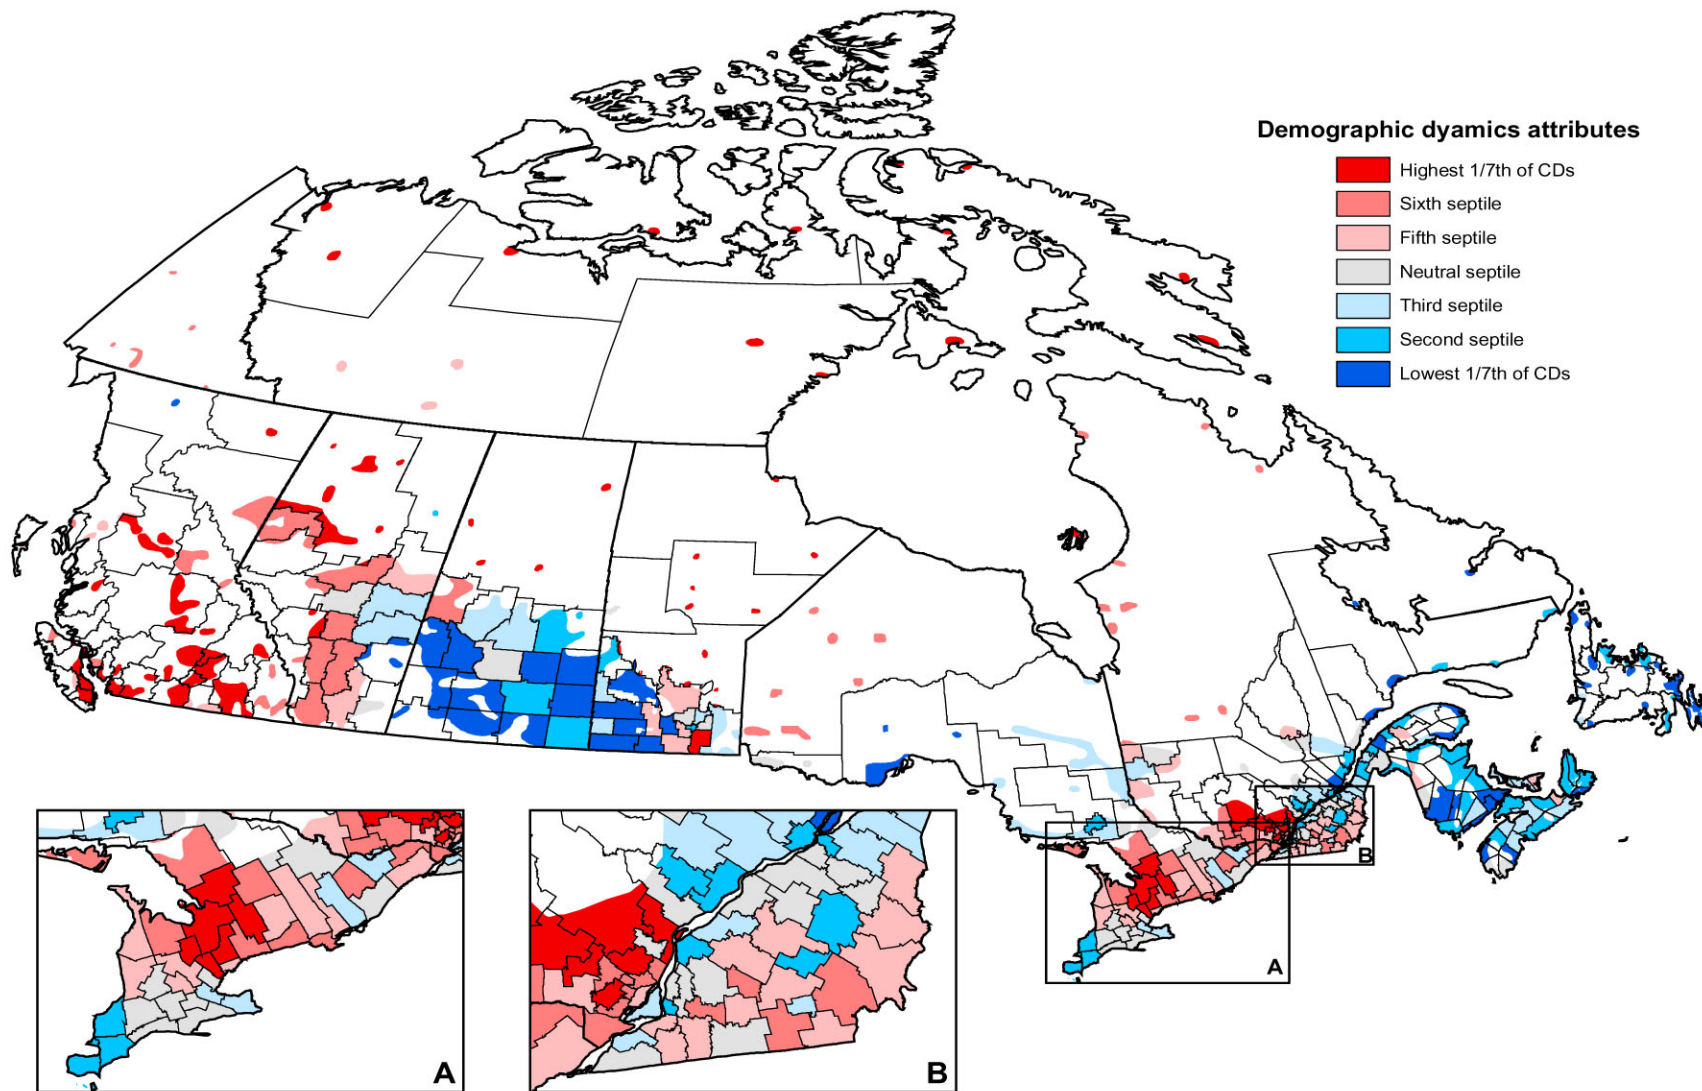 Demographic dyamics attributes
Highest 1/7th of CDs
Sixth septile
Fifth septile
Neutral septile
Third septile
Second septile
Lowest 1/7th of CDs
B
A
A
B